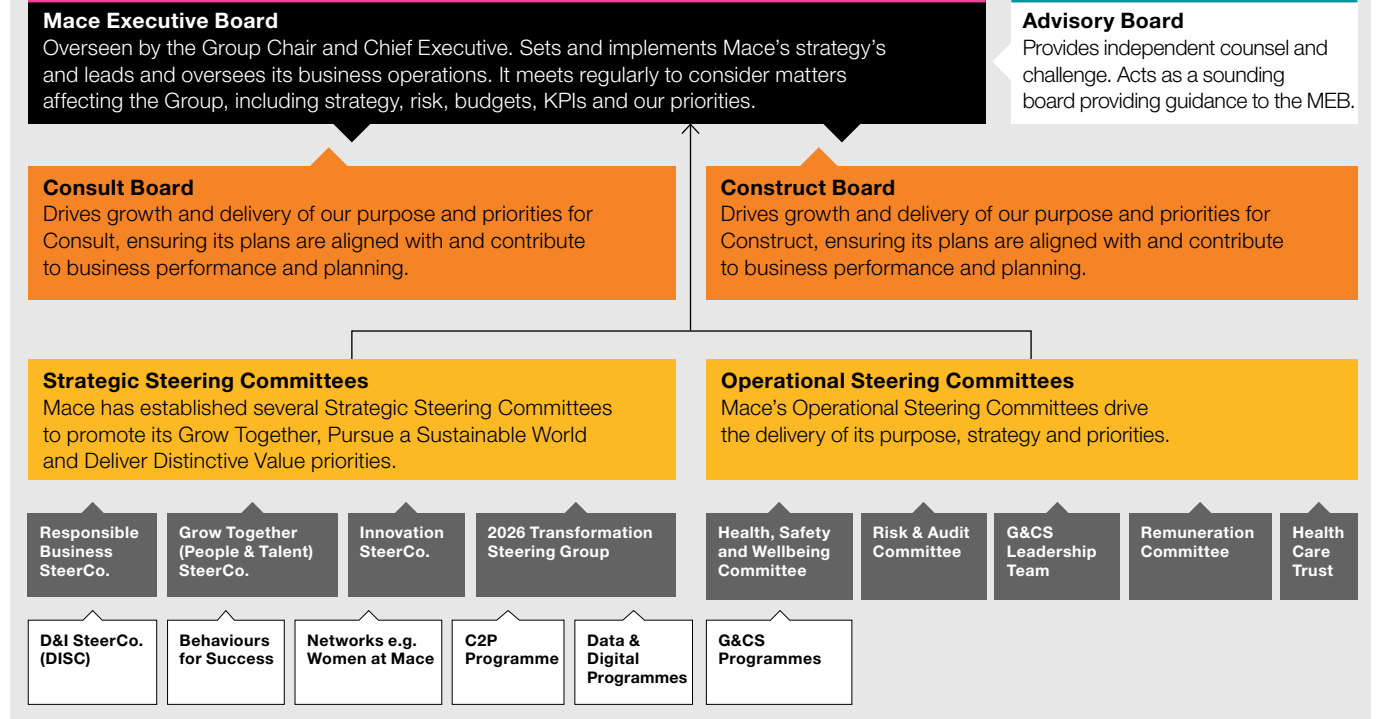 Mace Executive Board
Overseen by the Group Chair and Chief Executive. Sets and implements Mace’s strategy’s
and leads and oversees its business operations. It meets regularly to consider matters
affecting the Group, including strategy, risk, budgets, KPIs and our priorities.
Advisory Board
Provides independent counsel and
challenge. Acts as a sounding
board providing guidance to the MEB.
Consult Board
Drives growth and delivery of our purpose and priorities for
Consult, ensuring its plans are aligned with and contribute
to business performance and planning.
Construct Board
Drives growth and delivery of our purpose and priorities for
Construct, ensuring its plans are aligned with and contribute
to business performance and planning.
Strategic Steering Committees
Mace has established several Strategic Steering Committees
to promote its Grow Together, Pursue a Sustainable World
and Deliver Distinctive Value priorities.
Operational Steering Committees
Mace’s Operational Steering Committees drive
the delivery of its purpose, strategy and priorities.
Responsible
Business
SteerCo.
Grow Together
(People & Talent)
SteerCo.
Innovation
SteerCo.
2026 Transformation
Steering Group
Health, Safety
and Wellbeing
Committee
Risk & Audit
Committee
G&CS
Leadership
Team
Remuneration
Committee
Health
Care
Trust
D&I SteerCo.
(DISC)
Behaviours
for Success
Networks e.g.
Women at Mace
C2P
Programme
Data &
Digital
Programmes
G&CS
Programmes